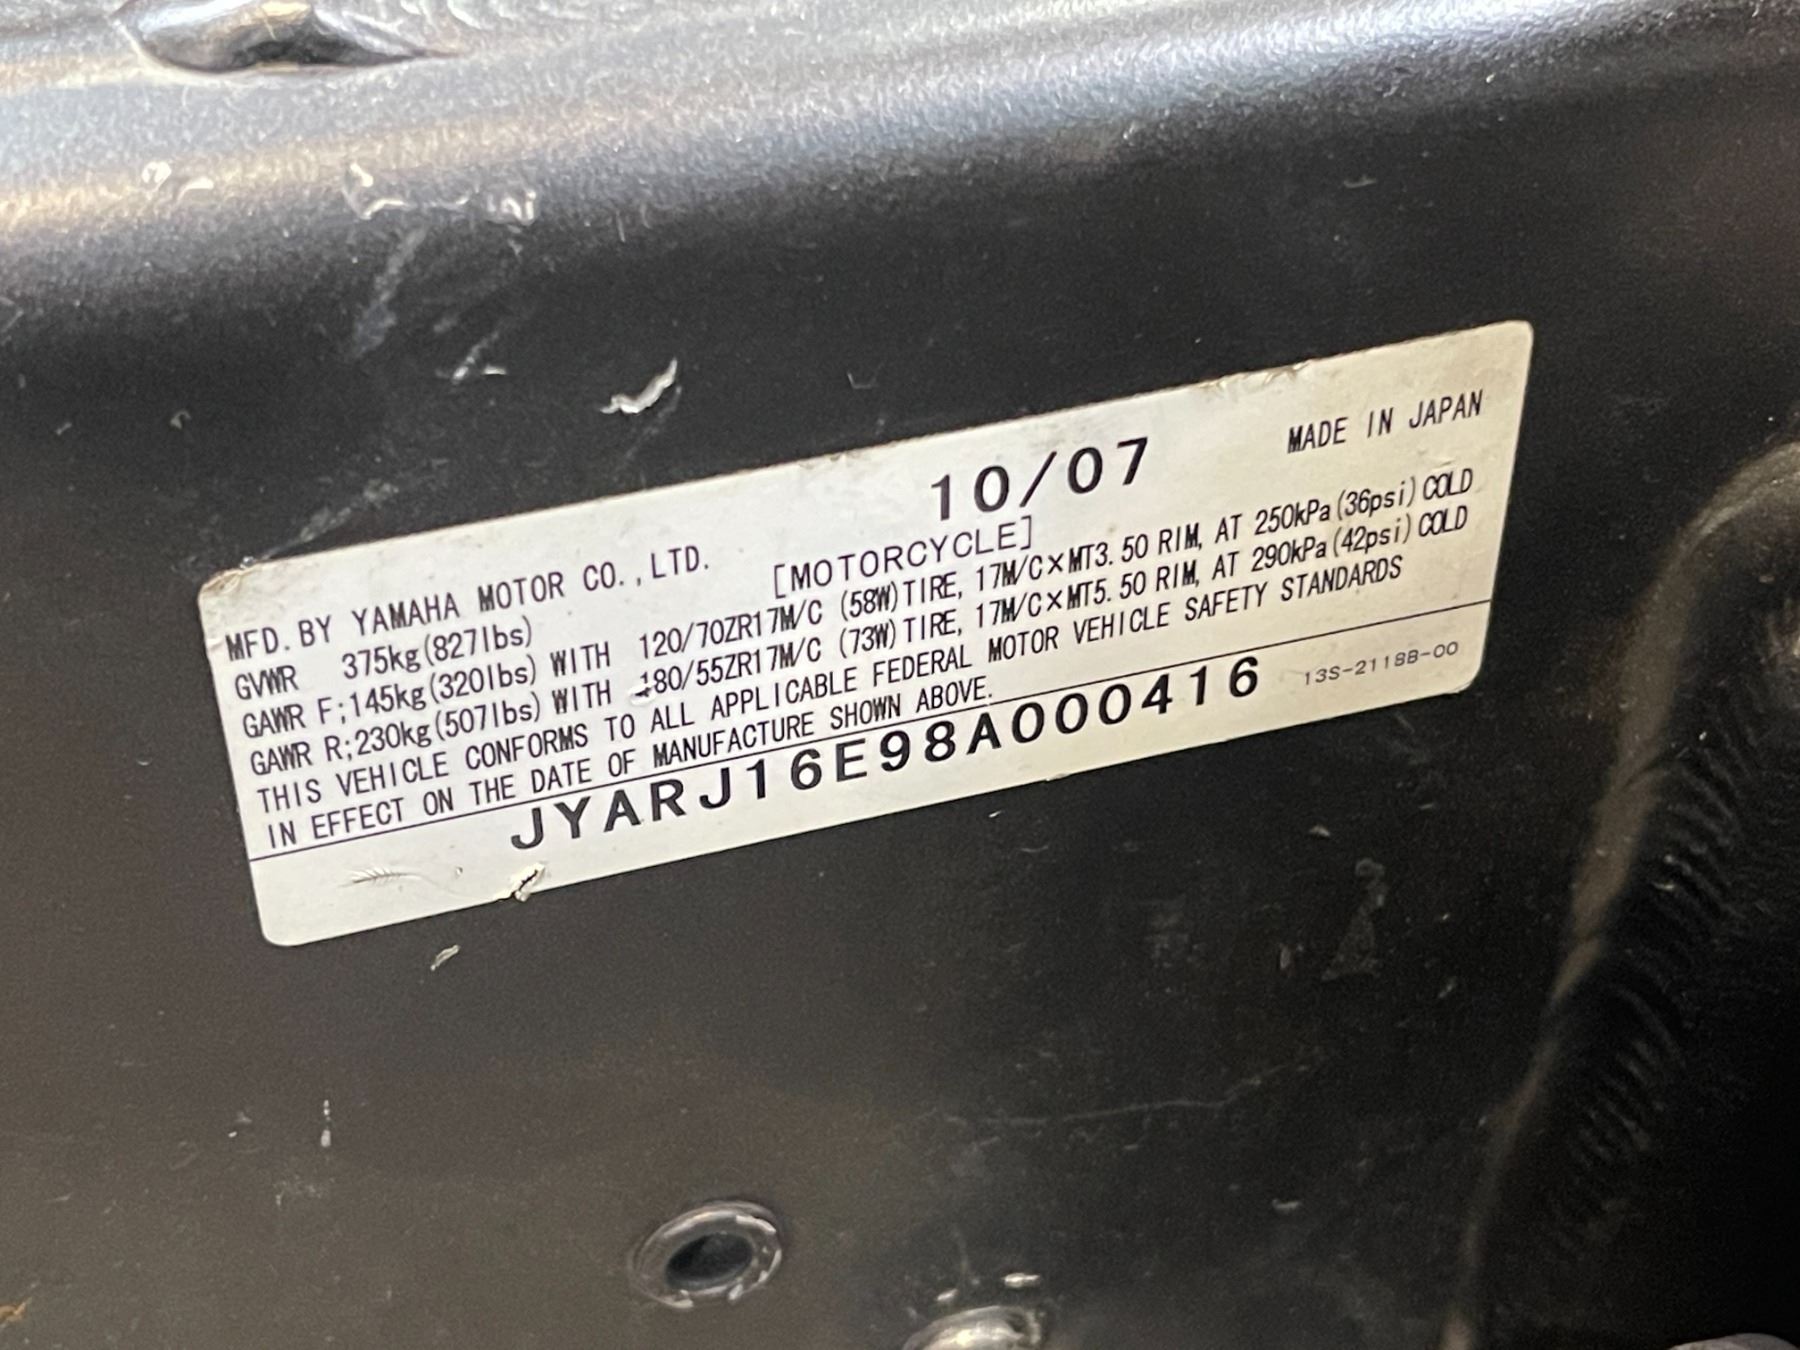 10/07 MADE IN JAPAN
MFD. BY YAMAHA MOTOR CO., LTD. [MOTORCYCLE]
GVWR 375kg(827lbs)
GAWR F;145kg(320lbs) WITH 120/70ZR17M/C (58W)TIRE, 17M/C×MT3.50 RIM, AT 250kPa(36psi)COLD
GAWR R;230kg(507lbs) WITH 180/55ZR17M/C (73W)TIRE, 17M/C×MT5.50 RIM, AT 290kPa(42psi)COLD
THIS VEHICLE CONFORMS TO ALL APPLICABLE FEDERAL MOTOR VEHICLE SAFETY STANDARDS
IN EFFECT ON THE DATE OF MANUFACTURE SHOWN ABOVE.
JYARJ16E98A000416 13S-2118B-00